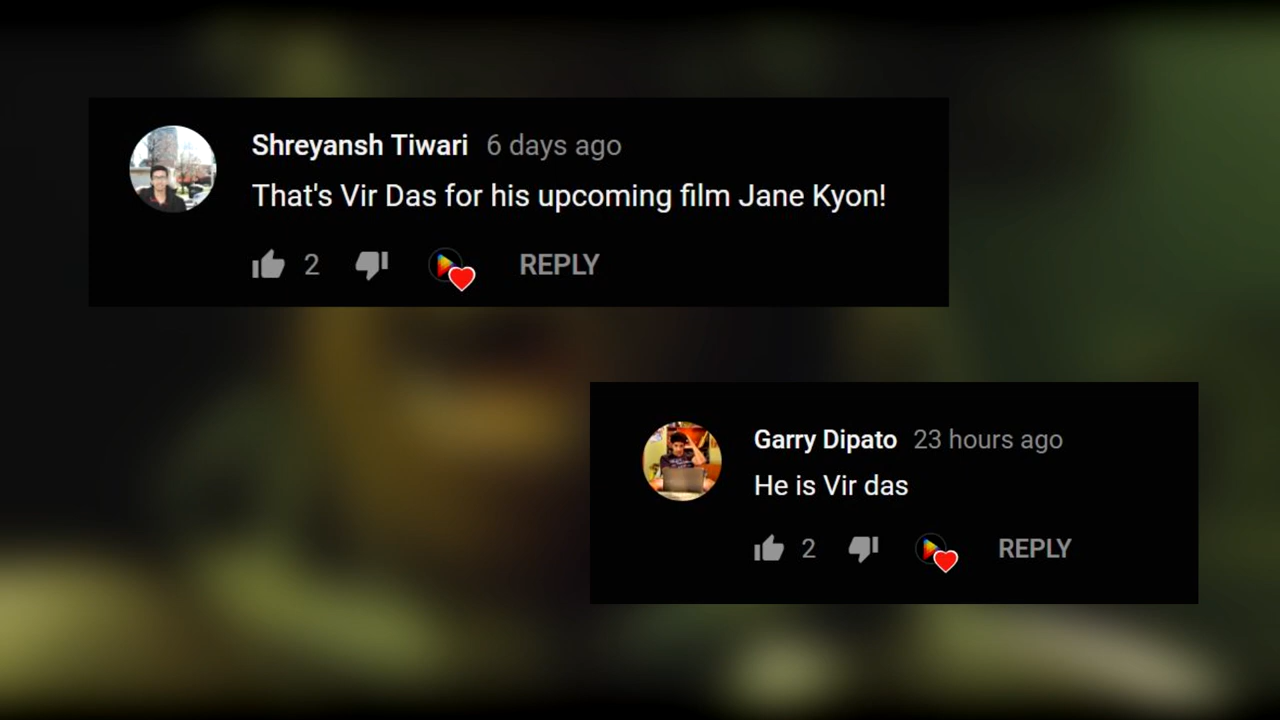 Shreyansh Tiwari 6 days ago
That's Vir Das for his upcoming film Jane Kyon!
2 REPLY
Garry Dipato 23 hours ago
He is Vir das
2 REPLY